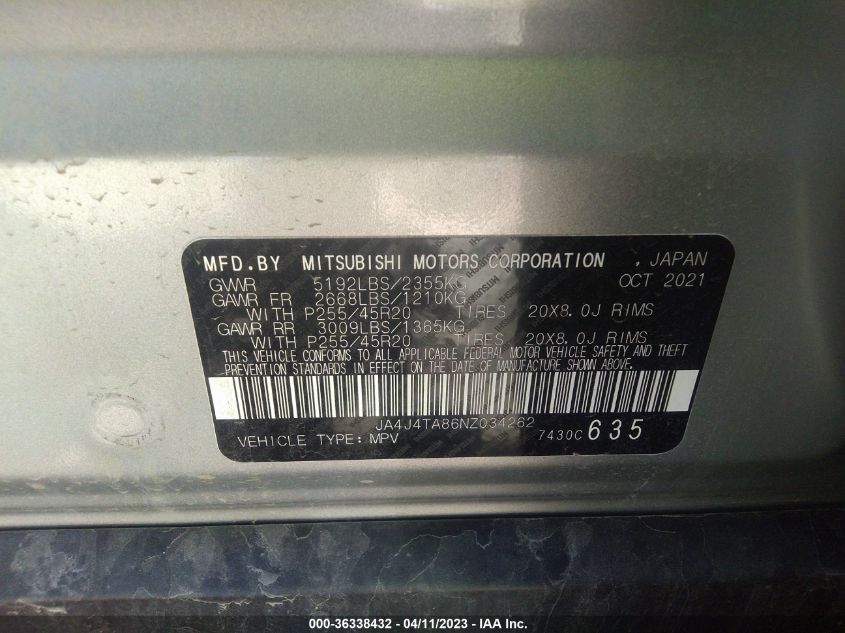 MFD.BY MITSUBISHI MOTORS CORPORATION , JAPAN
GVWR 5192LBS/2355KG OCT 2021
GAWR FR 2668LBS/1210KG
WITH P255/45R20 TIRES 20X8.0J RIMS
GAWR RR 3009LBS/1365KG
WITH P255/45R20 TIRES 20X8.0J RIMS
THIS VEHICLE CONFORMS TO ALL APPLICABLE FEDERAL MOTOR VEHICLE SAFETY AND THEFT
PREVENTION STANDARDS IN EFFECT ON THE DATE OF MANUFACTURE SHOWN ABOVE.
JA4J4TA86NZ034262
VEHICLE TYPE: MPV 7430C 635
000-36338432 - 04/11/2023 - IAA Inc.